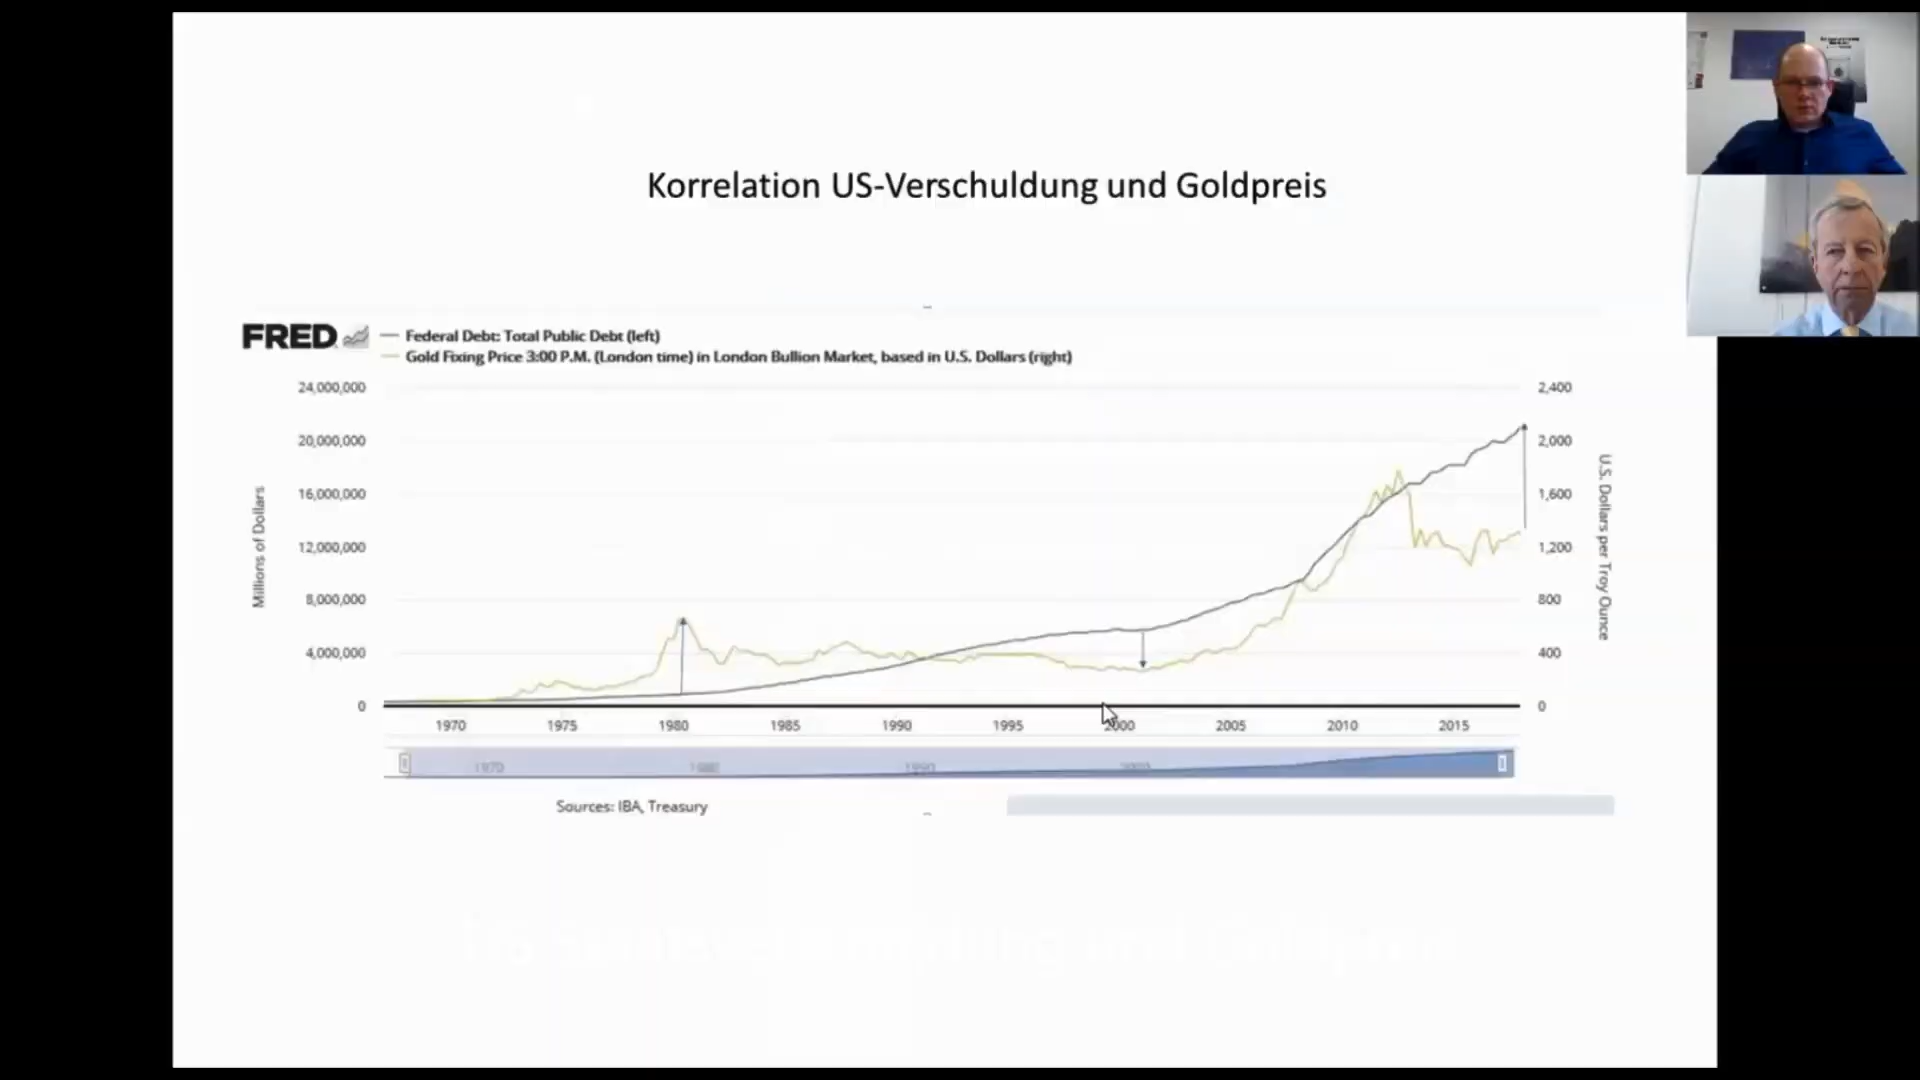 Korrelation US-Verschuldung und Goldpreis
FRED
Federal Debt: Total Public Debt (left)
Gold Fixing Price 3:00 P.M. (London time) in London Bullion Market, based in U.S. Dollars (right)
24,000,000
20,000,000
16,000,000
12,000,000
8,000,000
4,000,000
0
Millions of Dollars
2,400
2,000
1,600
1,200
800
400
0
U.S. Dollars per Troy Ounce
1970 1975 1980 1985 1990 1995 2000 2005 2010 2015
1970 1980 1990 2000
Sources: IBA, Treasury